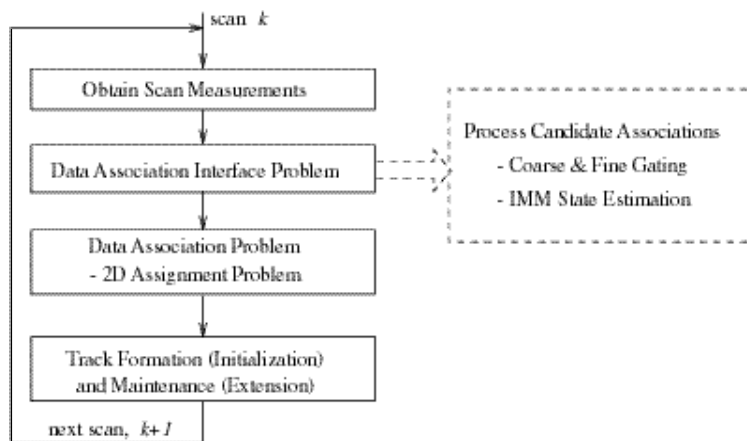 scan k
Obtain Scan Measurements
Data Association Interface Problem
Process Candidate Associations
- Coarse & Fine Gating
- IMM State Estimation
Data Association Problem
- 2D Assignment Problem
Track Formation (Initialization)
and Maintenance (Extension)
next scan, k+1